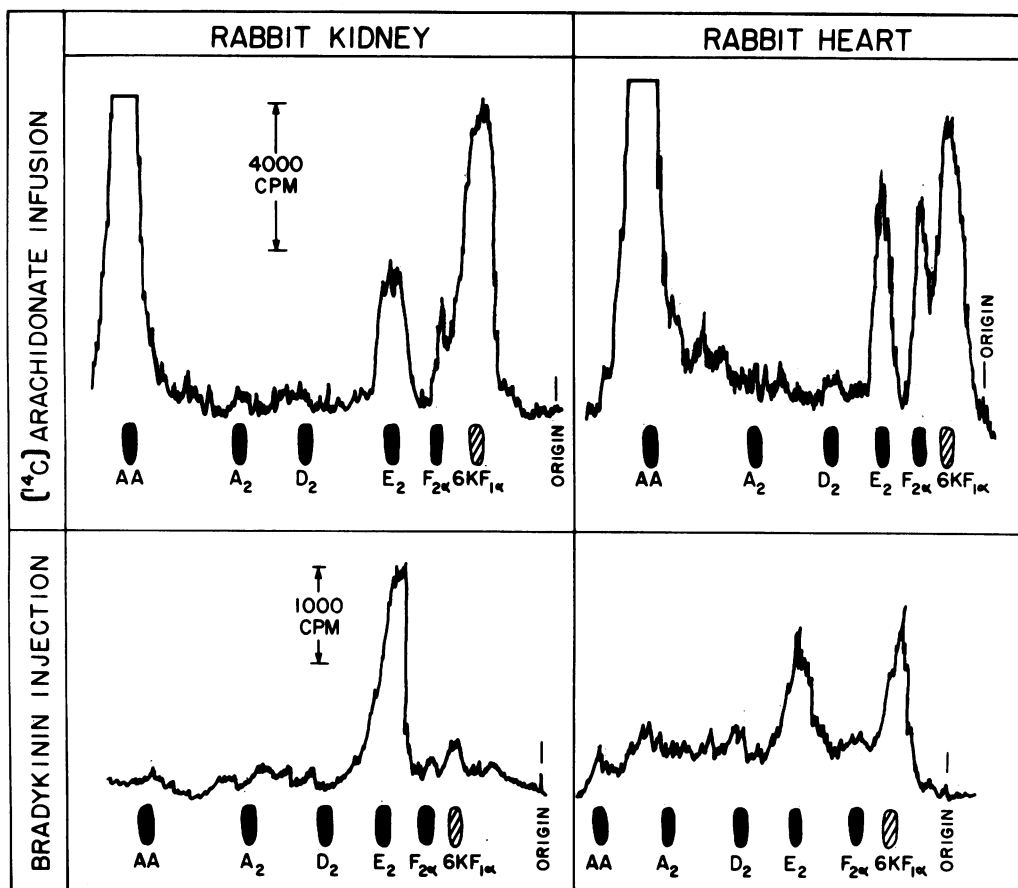 RABBIT KIDNEY
RABBIT HEART
[¹⁴C] ARACHIDONATE INFUSION
4000
CPM
ORIGIN
AA A₂ D₂ E₂ F₂α 6KF₁α
ORIGIN
AA A₂ D₂ E₂ F₂α 6KF₁α
BRADYKININ INJECTION
1000
CPM
ORIGIN
AA A₂ D₂ E₂ F₂α 6KF₁α
ORIGIN
AA A₂ D₂ E₂ F₂α 6KF₁α